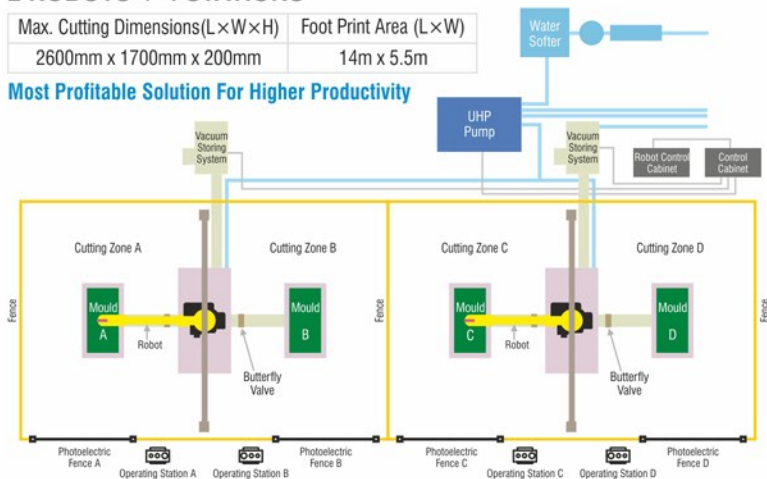 Max. Cutting Dimensions(L×W×H) Foot Print Area (L×W)
2600mm x 1700mm x 200mm 14m x 5.5m
Most Profitable Solution For Higher Productivity
Water
Softer
UHP
Pump
Vacuum
Storing
System
Vacuum
Storing
System
Robot Control
Cabinet
Control
Cabinet
Cutting Zone A
Cutting Zone B
Cutting Zone C
Cutting Zone D
Fence
Mould
A
Robot
Mould
B
Butterfly
Valve
Fence
Mould
C
Robot
Mould
D
Butterfly
Valve
Fence
Photoelectric
Fence A
Operating Station A
Operating Station B
Photoelectric
Fence B
Photoelectric
Fence C
Operating Station C
Operating Station D
Photoelectric
Fence D